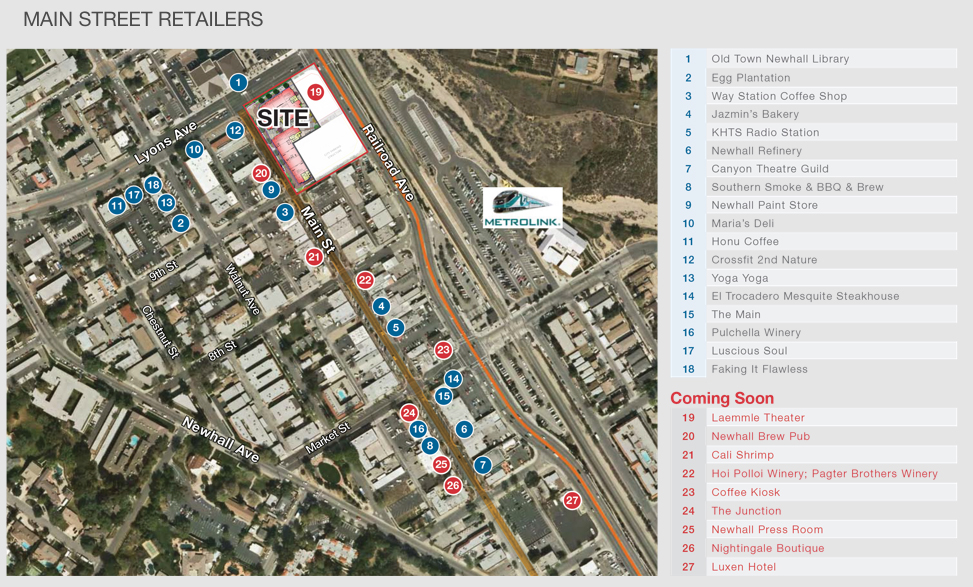 MAIN STREET RETAILERS
1
19
SITE
12
Lyons Ave
10
Railroad Ave
20
9
18
17
13
11
3
2
Main St
METROLINK
21
9th St
Walnut Ave
22
4
Chestnut St
5
8th St
23
14
15
24
16
6
Newhall Ave
Market St
8
25
7
26
27
1 Old Town Newhall Library
2 Egg Plantation
3 Way Station Coffee Shop
4 Jazmin's Bakery
5 KHTS Radio Station
6 Newhall Refinery
7 Canyon Theatre Guild
8 Southern Smoke & BBQ & Brew
9 Newhall Paint Store
10 Maria's Deli
11 Honu Coffee
12 Crossfit 2nd Nature
13 Yoga Yoga
14 El Trocadero Mesquite Steakhouse
15 The Main
16 Pulchella Winery
17 Luscious Soul
18 Faking It Flawless
Coming Soon
19 Laemmle Theater
20 Newhall Brew Pub
21 Cali Shrimp
22 Hoi Polloi Winery; Pagter Brothers Winery
23 Coffee Kiosk
24 The Junction
25 Newhall Press Room
26 Nightingale Boutique
27 Luxen Hotel